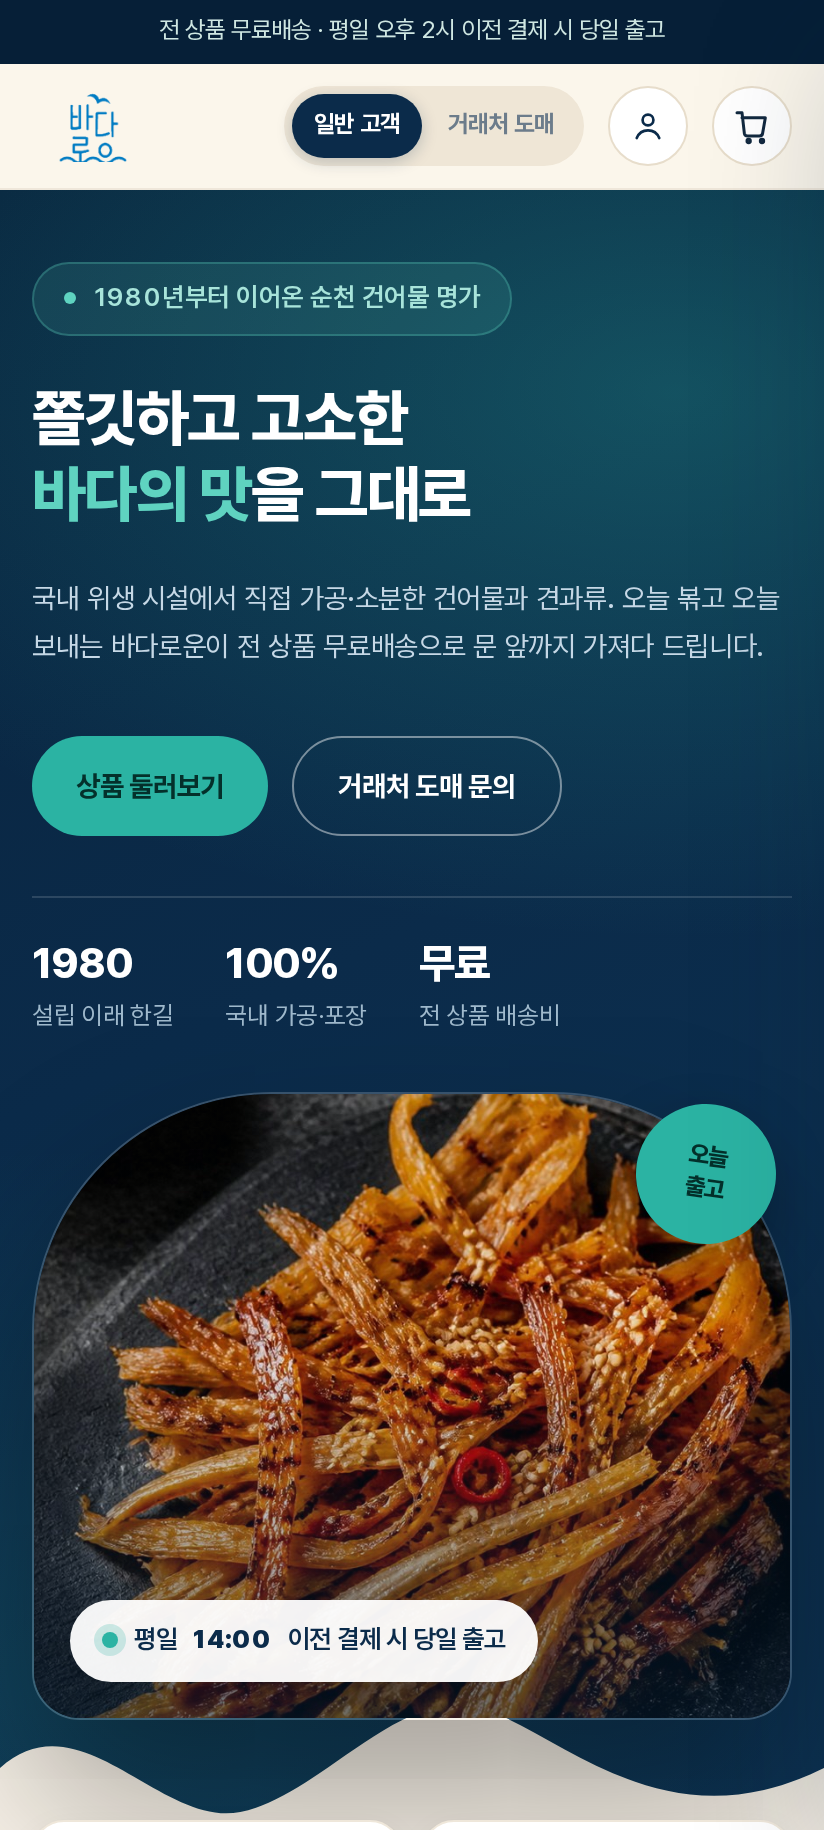 전 상품 무료배송 · 평일 오후 2시 이전 결제 시 당일 출고
바다
로운
일반 고객
거래처 도매
1980년부터 이어온 순천 건어물 명가
쫄깃하고 고소한
바다의 맛을 그대로
국내 위생 시설에서 직접 가공·소분한 건어물과 견과류. 오늘 볶고 오늘
보내는 바다로운이 전 상품 무료배송으로 문 앞까지 가져다 드립니다.
상품 둘러보기
거래처 도매 문의
1980
100%
무료
설립 이래 한길
국내 가공·포장
전 상품 배송비
오늘
출고
평일 14:00 이전 결제 시 당일 출고